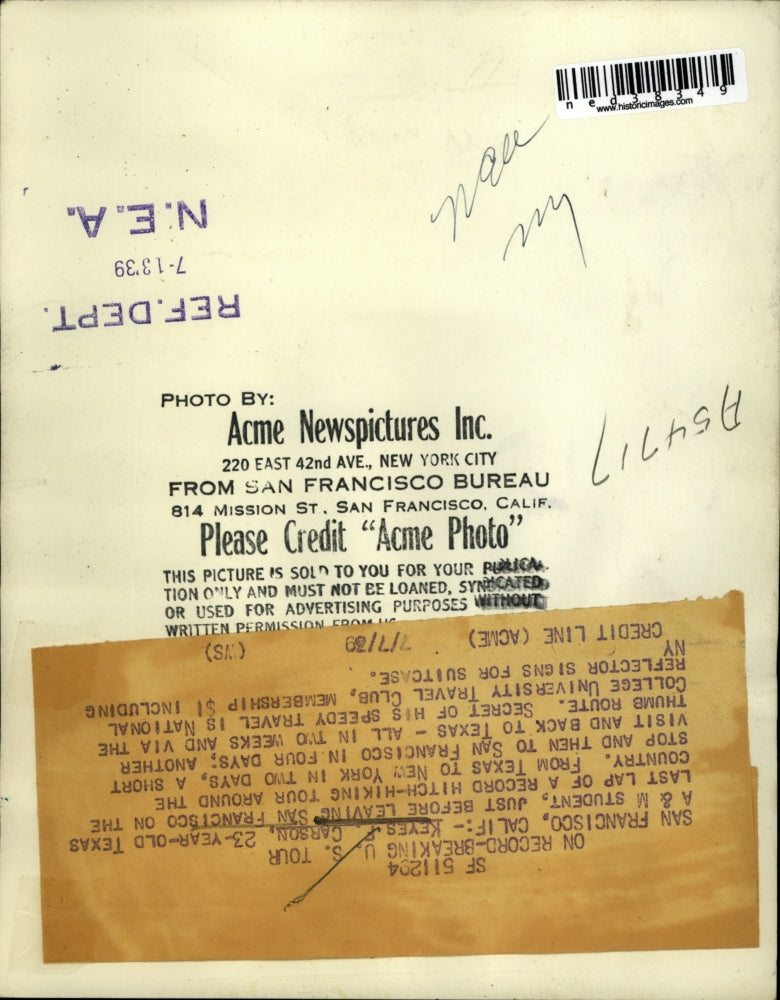 ned38349
www.historicimages.com
N.E.A.
7-13'39
REF.DEPT.
A54717
PHOTO BY:
Acme Newspictures Inc.
220 EAST 42nd AVE., NEW YORK CITY
FROM SAN FRANCISCO BUREAU
814 MISSION ST., SAN FRANCISCO, CALIF.
Please Credit “Acme Photo”
THIS PICTURE IS SOLD TO YOU FOR YOUR PUBLICA-
TION ONLY AND MUST NOT BE LOANED, SYNDICATED
OR USED FOR ADVERTISING PURPOSES WITHOUT
WRITTEN PERMISSION FROM US
SF 511294
ON RECORD-BREAKING U. S. TOUR
SAN FRANCISCO, CALIF:- KEYES CARSON, 23-YEAR-OLD TEXAS
A & M STUDENT, JUST BEFORE LEAVING SAN FRANCISCO ON THE
LAST LAP OF A RECORD HITCH-HIKING TOUR AROUND THE
COUNTRY. FROM TEXAS TO NEW YORK IN TWO DAYS, A SHORT
STOP AND THEN TO SAN FRANCISCO IN FOUR DAYS; ANOTHER
VISIT AND BACK TO TEXAS - ALL IN TWO WEEKS AND VIA THE
THUMB ROUTE. SECRET OF HIS SPEEDY TRAVEL IS NATIONAL
COLLEGE UNIVERSITY TRAVEL CLUB, MEMBERSHIP $1 INCLUDING
REFLECTOR SIGNS FOR SUITCASE.
NY
CREDIT LINE (ACME) 7/7/39 (WS)